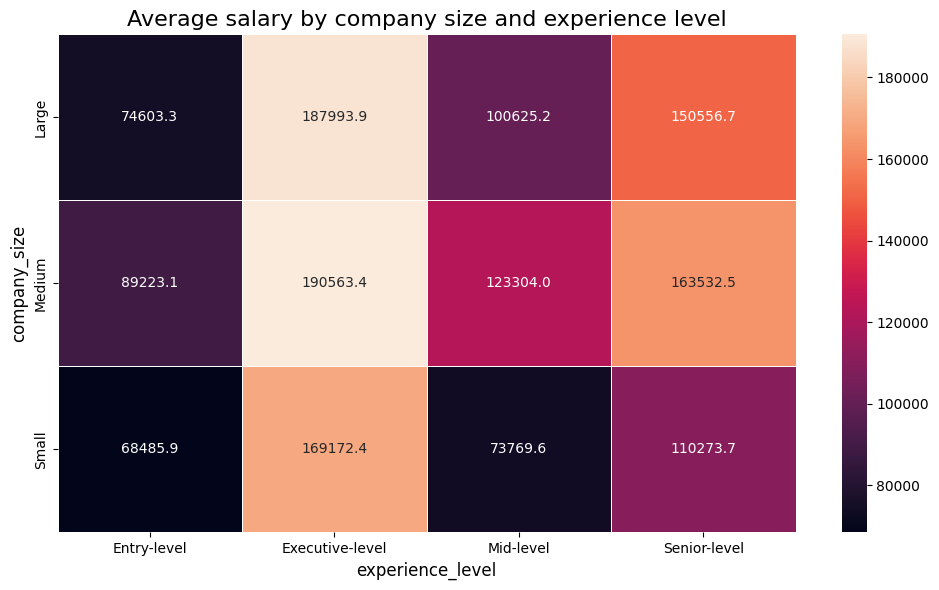 Average salary by company size and experience level
company_size
Large
74603.3
187993.9
100625.2
150556.7
Medium
89223.1
190563.4
123304.0
163532.5
Small
68485.9
169172.4
73769.6
110273.7
Entry-level
Executive-level
Mid-level
Senior-level
experience_level
180000
160000
140000
120000
100000
80000